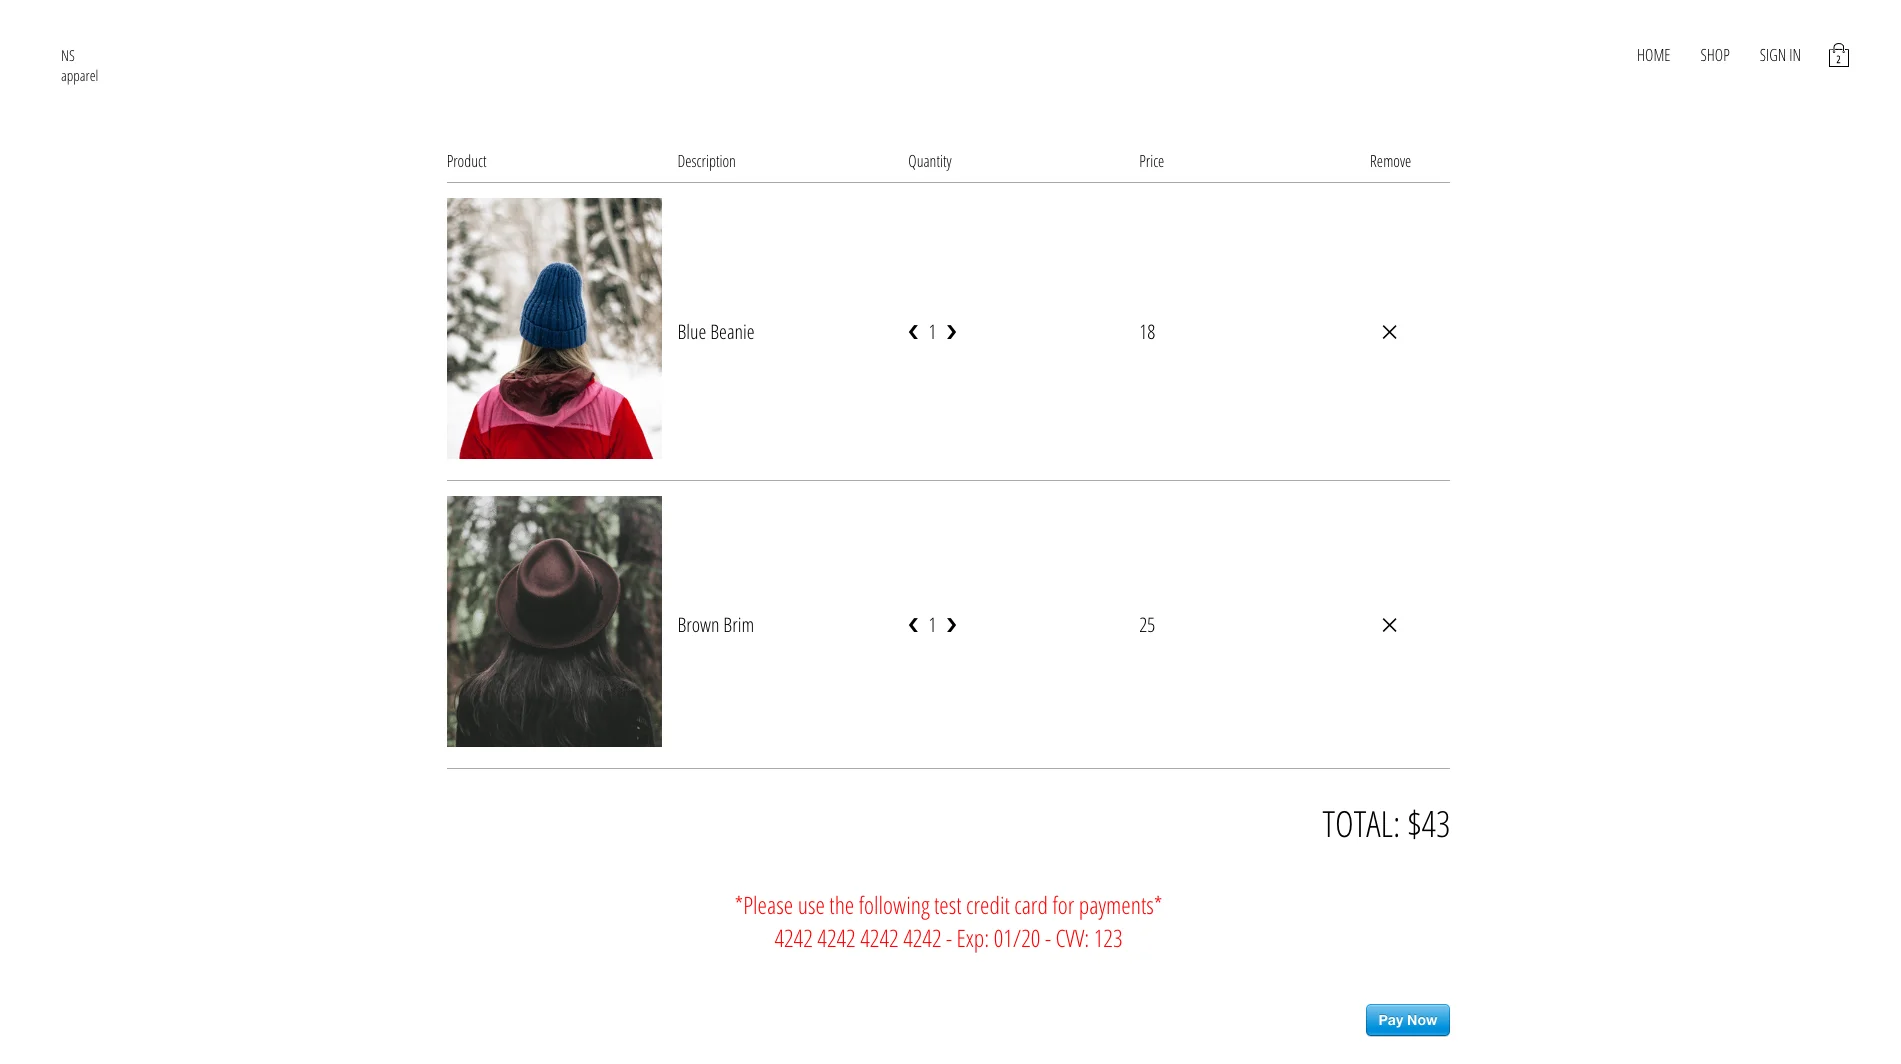 NS
apparel
HOME SHOP SIGN IN 2
Product Description Quantity Price Remove
Blue Beanie ❮ 1 ❯ 18 ✕
Brown Brim ❮ 1 ❯ 25 ✕
TOTAL: $43
*Please use the following test credit card for payments*
4242 4242 4242 4242 - Exp: 01/20 - CVV: 123
Pay Now